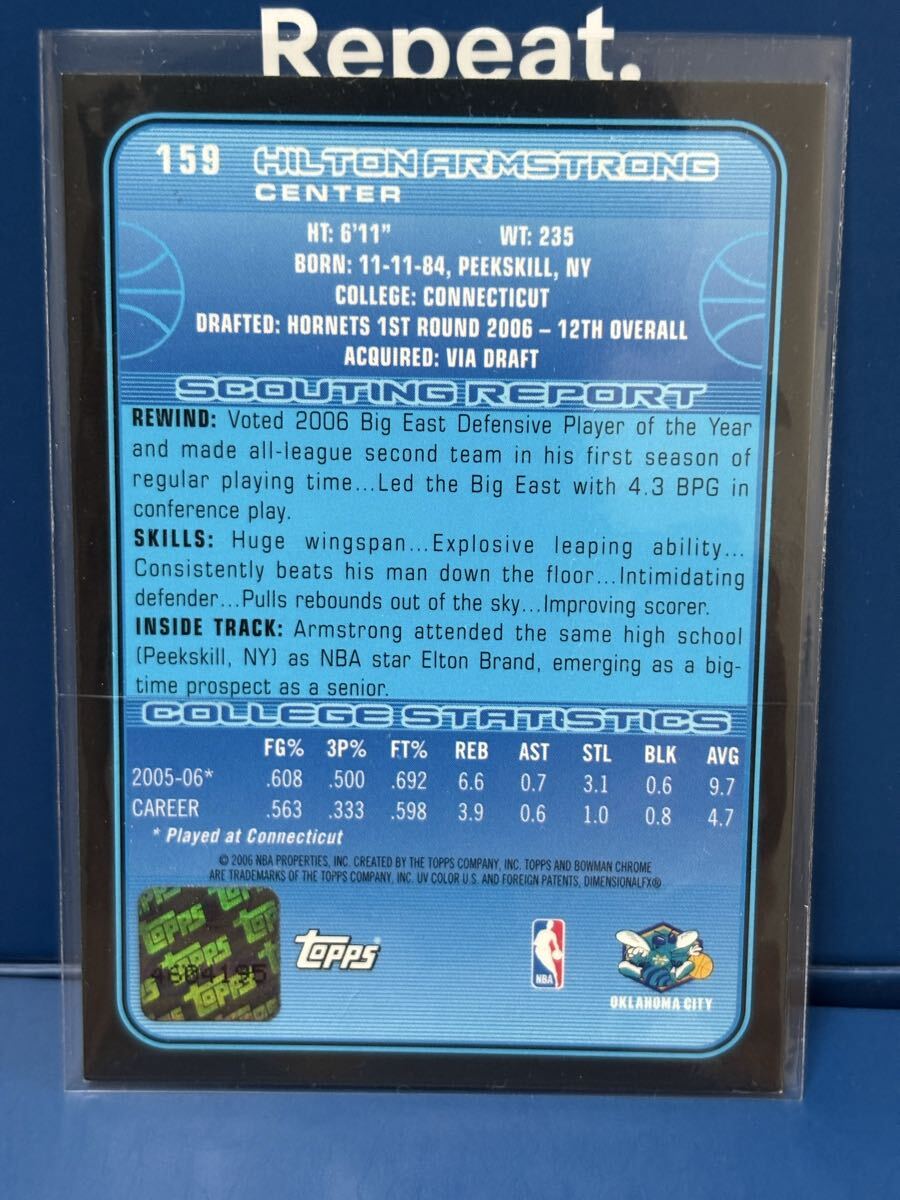 Repeat.
159 HILTON ARMSTRONG
CENTER
HT: 6'11" WT: 235
BORN: 11-11-84, PEEKSKILL, NY
COLLEGE: CONNECTICUT
DRAFTED: HORNETS 1ST ROUND 2006 – 12TH OVERALL
ACQUIRED: VIA DRAFT
SCOUTING REPORT
REWIND: Voted 2006 Big East Defensive Player of the Year
and made all-league second team in his first season of
regular playing time...Led the Big East with 4.3 BPG in
conference play.
SKILLS: Huge wingspan...Explosive leaping ability...
Consistently beats his man down the floor...Intimidating
defender...Pulls rebounds out of the sky...Improving scorer.
INSIDE TRACK: Armstrong attended the same high school
(Peekskill, NY) as NBA star Elton Brand, emerging as a big-
time prospect as a senior.
COLLEGE STATISTICS
FG% 3P% FT% REB AST STL BLK AVG
2005-06* .608 .500 .692 6.6 0.7 3.1 0.6 9.7
CAREER .563 .333 .598 3.9 0.6 1.0 0.8 4.7
* Played at Connecticut
© 2006 NBA PROPERTIES, INC. CREATED BY THE TOPPS COMPANY, INC. TOPPS AND BOWMAN CHROME
ARE TRADEMARKS OF THE TOPPS COMPANY, INC. UV COLOR U.S. AND FOREIGN PATENTS, DIMENSIONALFX®
Topps
Topps
Topps
NBA
OKLAHOMA CITY